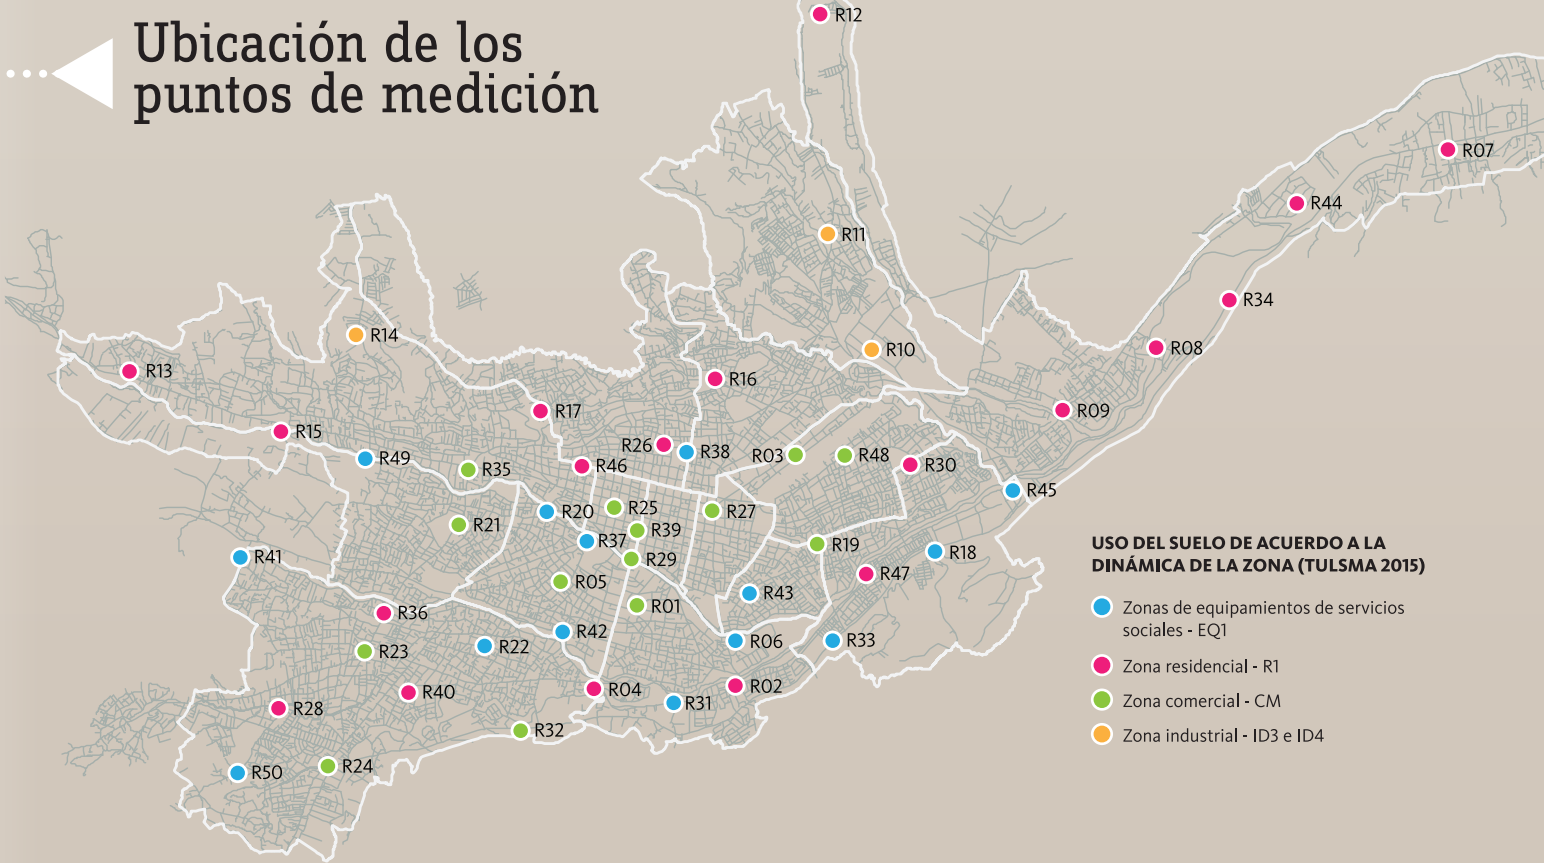 Ubicación de los
puntos de medición
R12
R07
R44
R11
R34
R14
R08
R10
R13
R16
R17
R09
R15
R26
R38
R03
R48
R49
R35
R46
R30
R45
R20
R25
R27
R21
R39
R37
R19
R18
R41
R29
R47
R05
R43
R01
R36
R42
R06
R33
R23
R22
R40
R04
R02
R28
R31
R32
R50
R24
USO DEL SUELO DE ACUERDO A LA
DINÁMICA DE LA ZONA (TULSMA 2015)
Zonas de equipamientos de servicios
sociales - EQ1
Zona residencial - R1
Zona comercial - CM
Zona industrial - ID3 e ID4